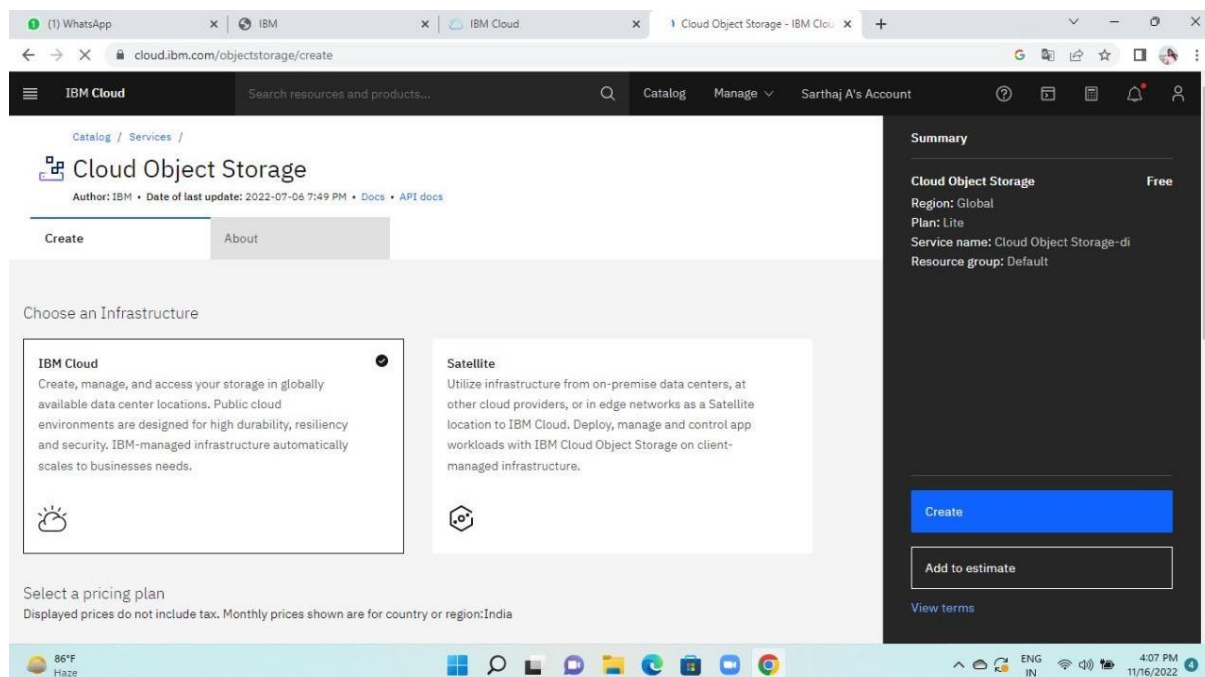 (1) WhatsApp
IBM
IBM Cloud
Cloud Object Storage - IBM Clou
cloud.ibm.com/objectstorage/create
IBM Cloud
Search resources and products...
Catalog
Manage
Sarthaj A's Account
Catalog / Services /
Cloud Object Storage
Author: IBM • Date of last update: 2022-07-06 7:49 PM • Docs • API docs
Create
About
Choose an Infrastructure
IBM Cloud
Create, manage, and access your storage in globally
available data center locations. Public cloud
environments are designed for high durability, resiliency
and security. IBM-managed infrastructure automatically
scales to businesses needs.
Satellite
Utilize infrastructure from on-premise data centers, at
other cloud providers, or in edge networks as a Satellite
location to IBM Cloud. Deploy, manage and control app
workloads with IBM Cloud Object Storage on client-
managed infrastructure.
Select a pricing plan
Displayed prices do not include tax. Monthly prices shown are for country or region:India
Summary
Cloud Object Storage Free
Region: Global
Plan: Lite
Service name: Cloud Object Storage-di
Resource group: Default
Create
Add to estimate
View terms
86°F
Haze
ENG
IN
4:07 PM
11/16/2022